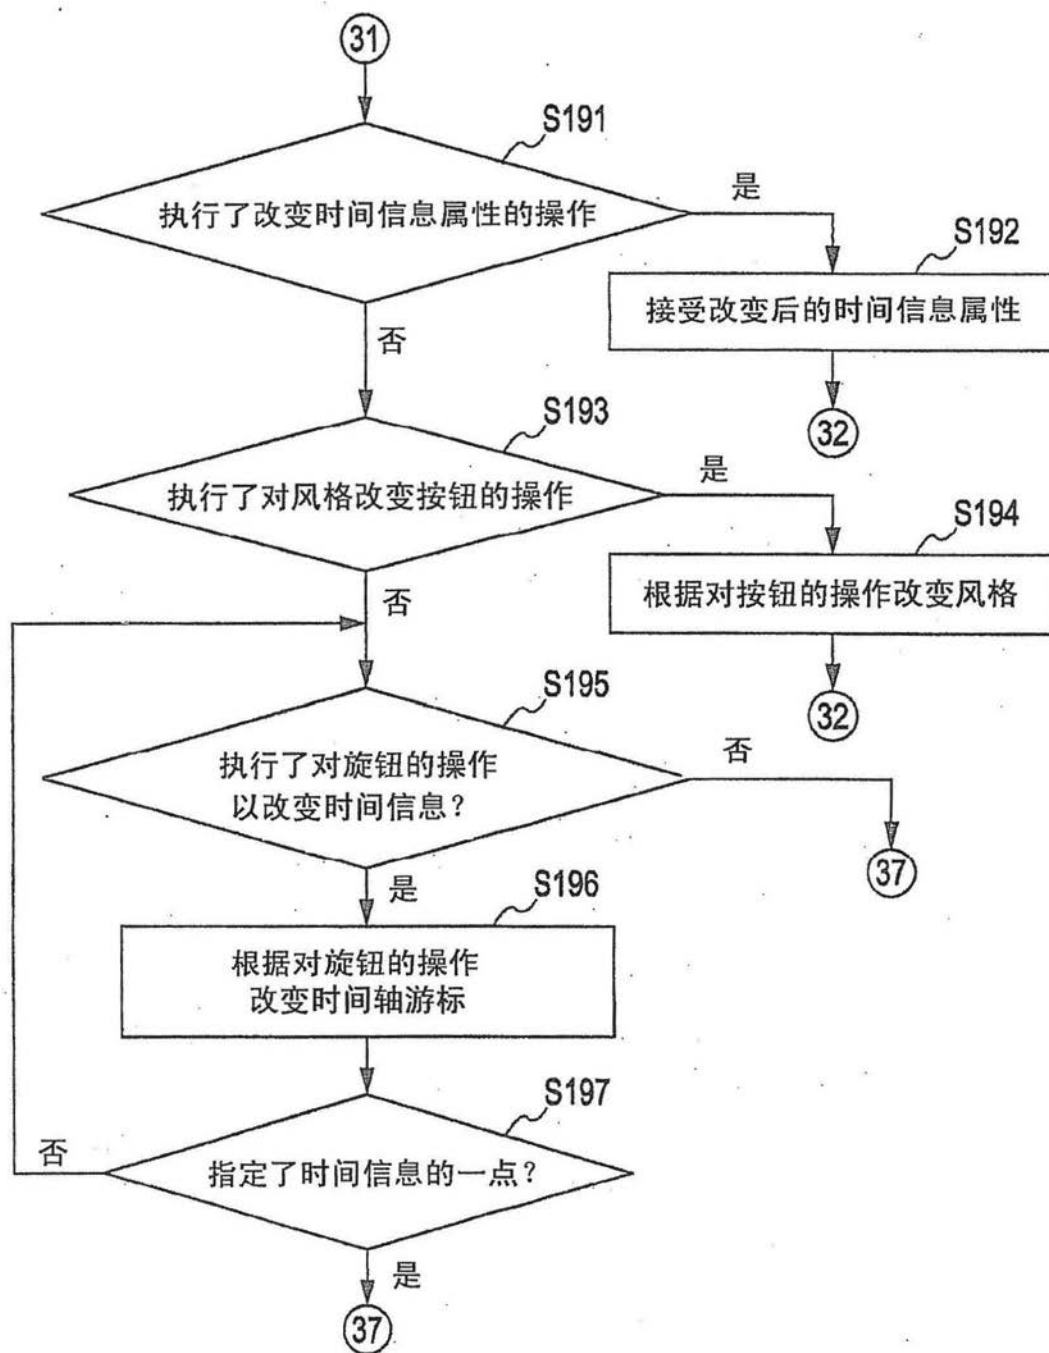 31
S191
执行了改变时间信息属性的操作
是
S192
接受改变后的时间信息属性
32
否
S193
执行了对风格改变按钮的操作
是
S194
根据对按钮的操作改变风格
32
否
S195
执行了对旋钮的操作
以改变时间信息?
否
37
是
S196
根据对旋钮的操作
改变时间轴游标
S197
指定了时间信息的一点?
否
是
37